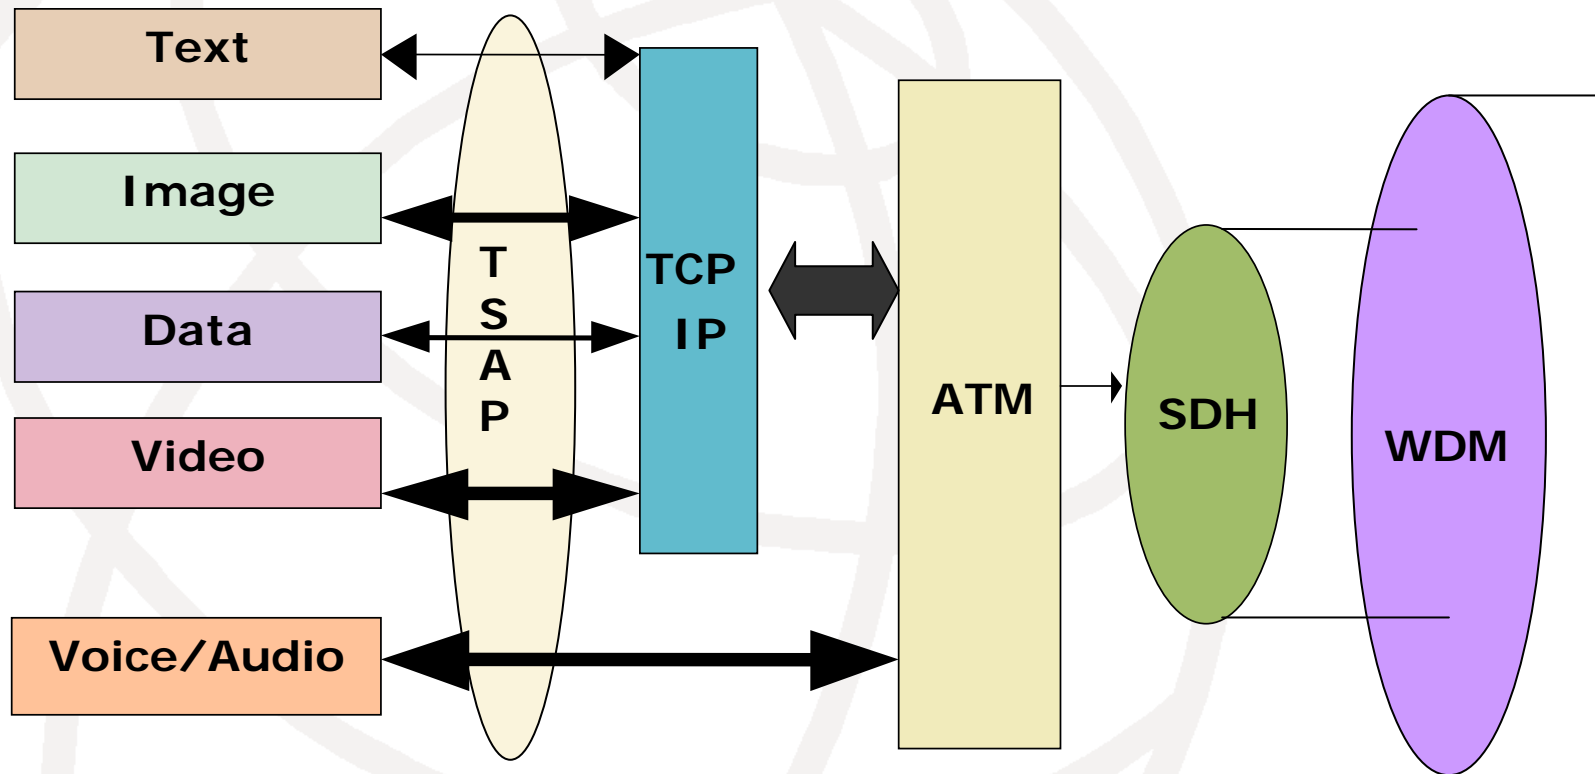 Text
Image
Data
Video
Voice/Audio
T
S
A
P
TCP
IP
ATM
SDH
WDM